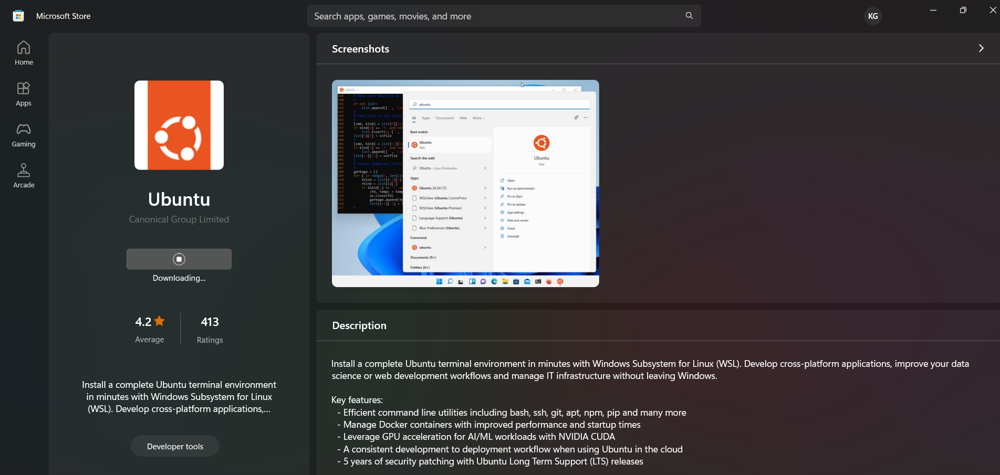 Microsoft Store
Search apps, games, movies, and more
KG
Home
Apps
Gaming
Arcade
Ubuntu
Canonical Group Limited
Downloading...
4.2
Average
413
Ratings
Install a complete Ubuntu terminal environment
in minutes with Windows Subsystem for Linux
(WSL). Develop cross-platform applications,...
Developer tools
Screenshots
ubuntu
All Apps Documents Web More
Best match
Ubuntu
App
Search the web
Ubuntu - Linux Distribution
Apps
Ubuntu 20.04 LTS
WSLView (Ubuntu-CommPrev)
WSLView (Ubuntu-Preview)
Language Support (Ubuntu)
IBus Preferences (Ubuntu)
Command
ubuntu
Documents (9+)
Folders (6+)
Ubuntu
App
Open
Run as administrator
Pin to Start
Pin to taskbar
App settings
Rate and review
Share
Uninstall
Description
Install a complete Ubuntu terminal environment in minutes with Windows Subsystem for Linux (WSL). Develop cross-platform applications, improve your data
science or web development workflows and manage IT infrastructure without leaving Windows.
Key features:
- Efficient command line utilities including bash, ssh, git, apt, npm, pip and many more
- Manage Docker containers with improved performance and startup times
- Leverage GPU acceleration for AI/ML workloads with NVIDIA CUDA
- A consistent development to deployment workflow when using Ubuntu in the cloud
- 5 years of security patching with Ubuntu Long Term Support (LTS) releases